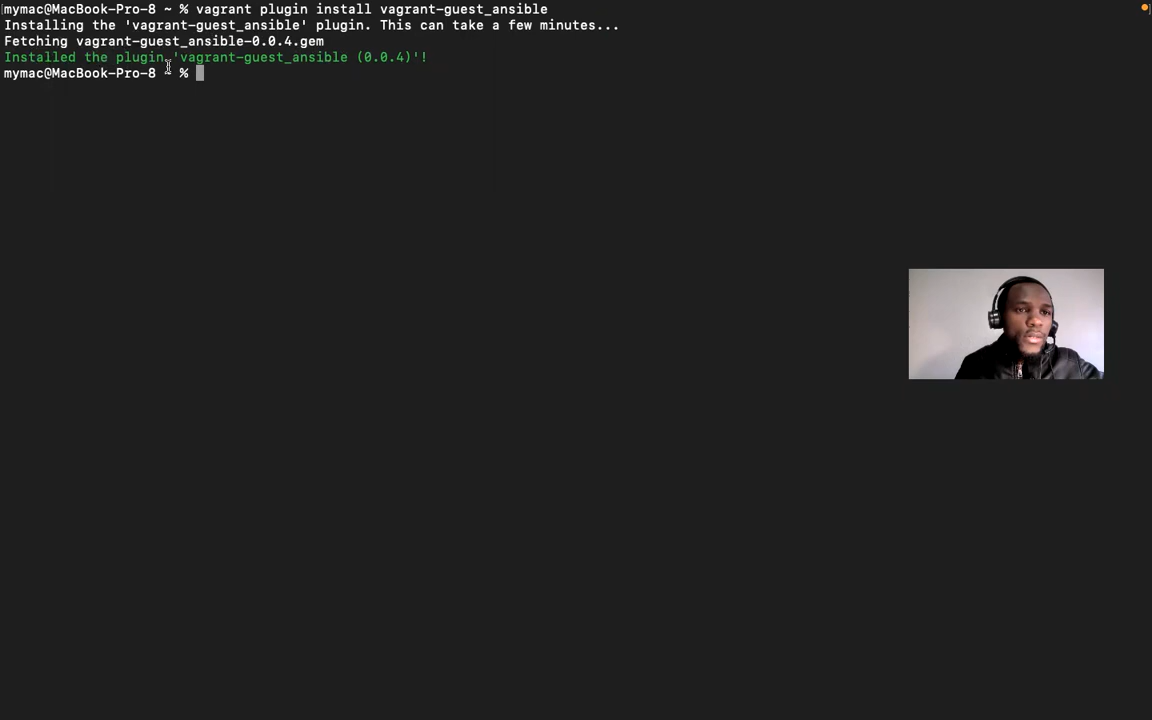 mymac@MacBook-Pro-8 ~ % vagrant plugin install vagrant-guest_ansible
Installing the 'vagrant-guest_ansible' plugin. This can take a few minutes...
Fetching vagrant-guest_ansible-0.0.4.gem
Installed the plugin 'vagrant-guest_ansible (0.0.4)'!
mymac@MacBook-Pro-8 ~ %